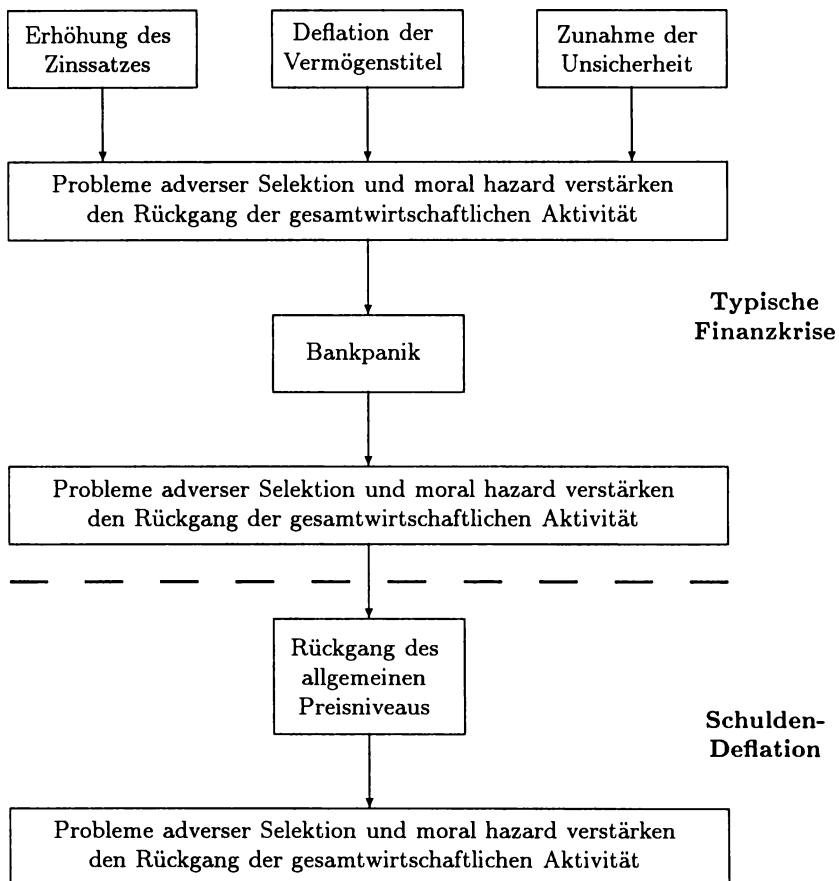 Erhöhung des
Zinssatzes
Deflation der
Vermögenstitel
Zunahme der
Unsicherheit
Probleme adverser Selektion und moral hazard verstärken
den Rückgang der gesamtwirtschaftlichen Aktivität
Typische
Finanzkrise
Bankpanik
Probleme adverser Selektion und moral hazard verstärken
den Rückgang der gesamtwirtschaftlichen Aktivität
Rückgang des
allgemeinen
Preisniveaus
Schulden-
Deflation
Probleme adverser Selektion und moral hazard verstärken
den Rückgang der gesamtwirtschaftlichen Aktivität